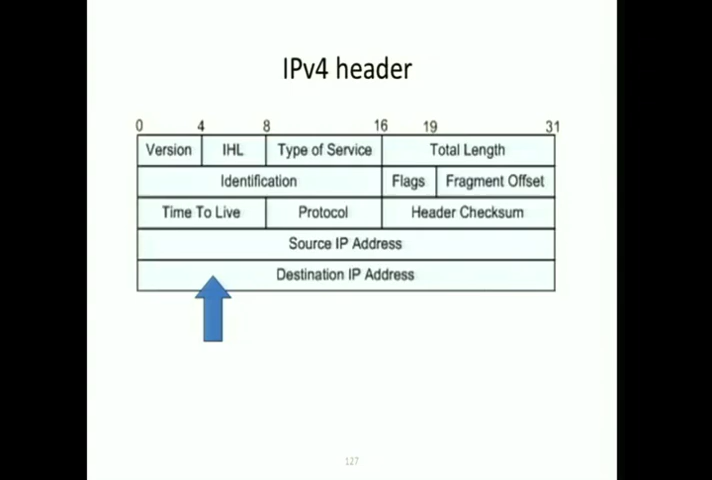 IPv4 header
0 4 8 16 19 31
Version IHL Type of Service Total Length
Identification Flags Fragment Offset
Time To Live Protocol Header Checksum
Source IP Address
Destination IP Address
127